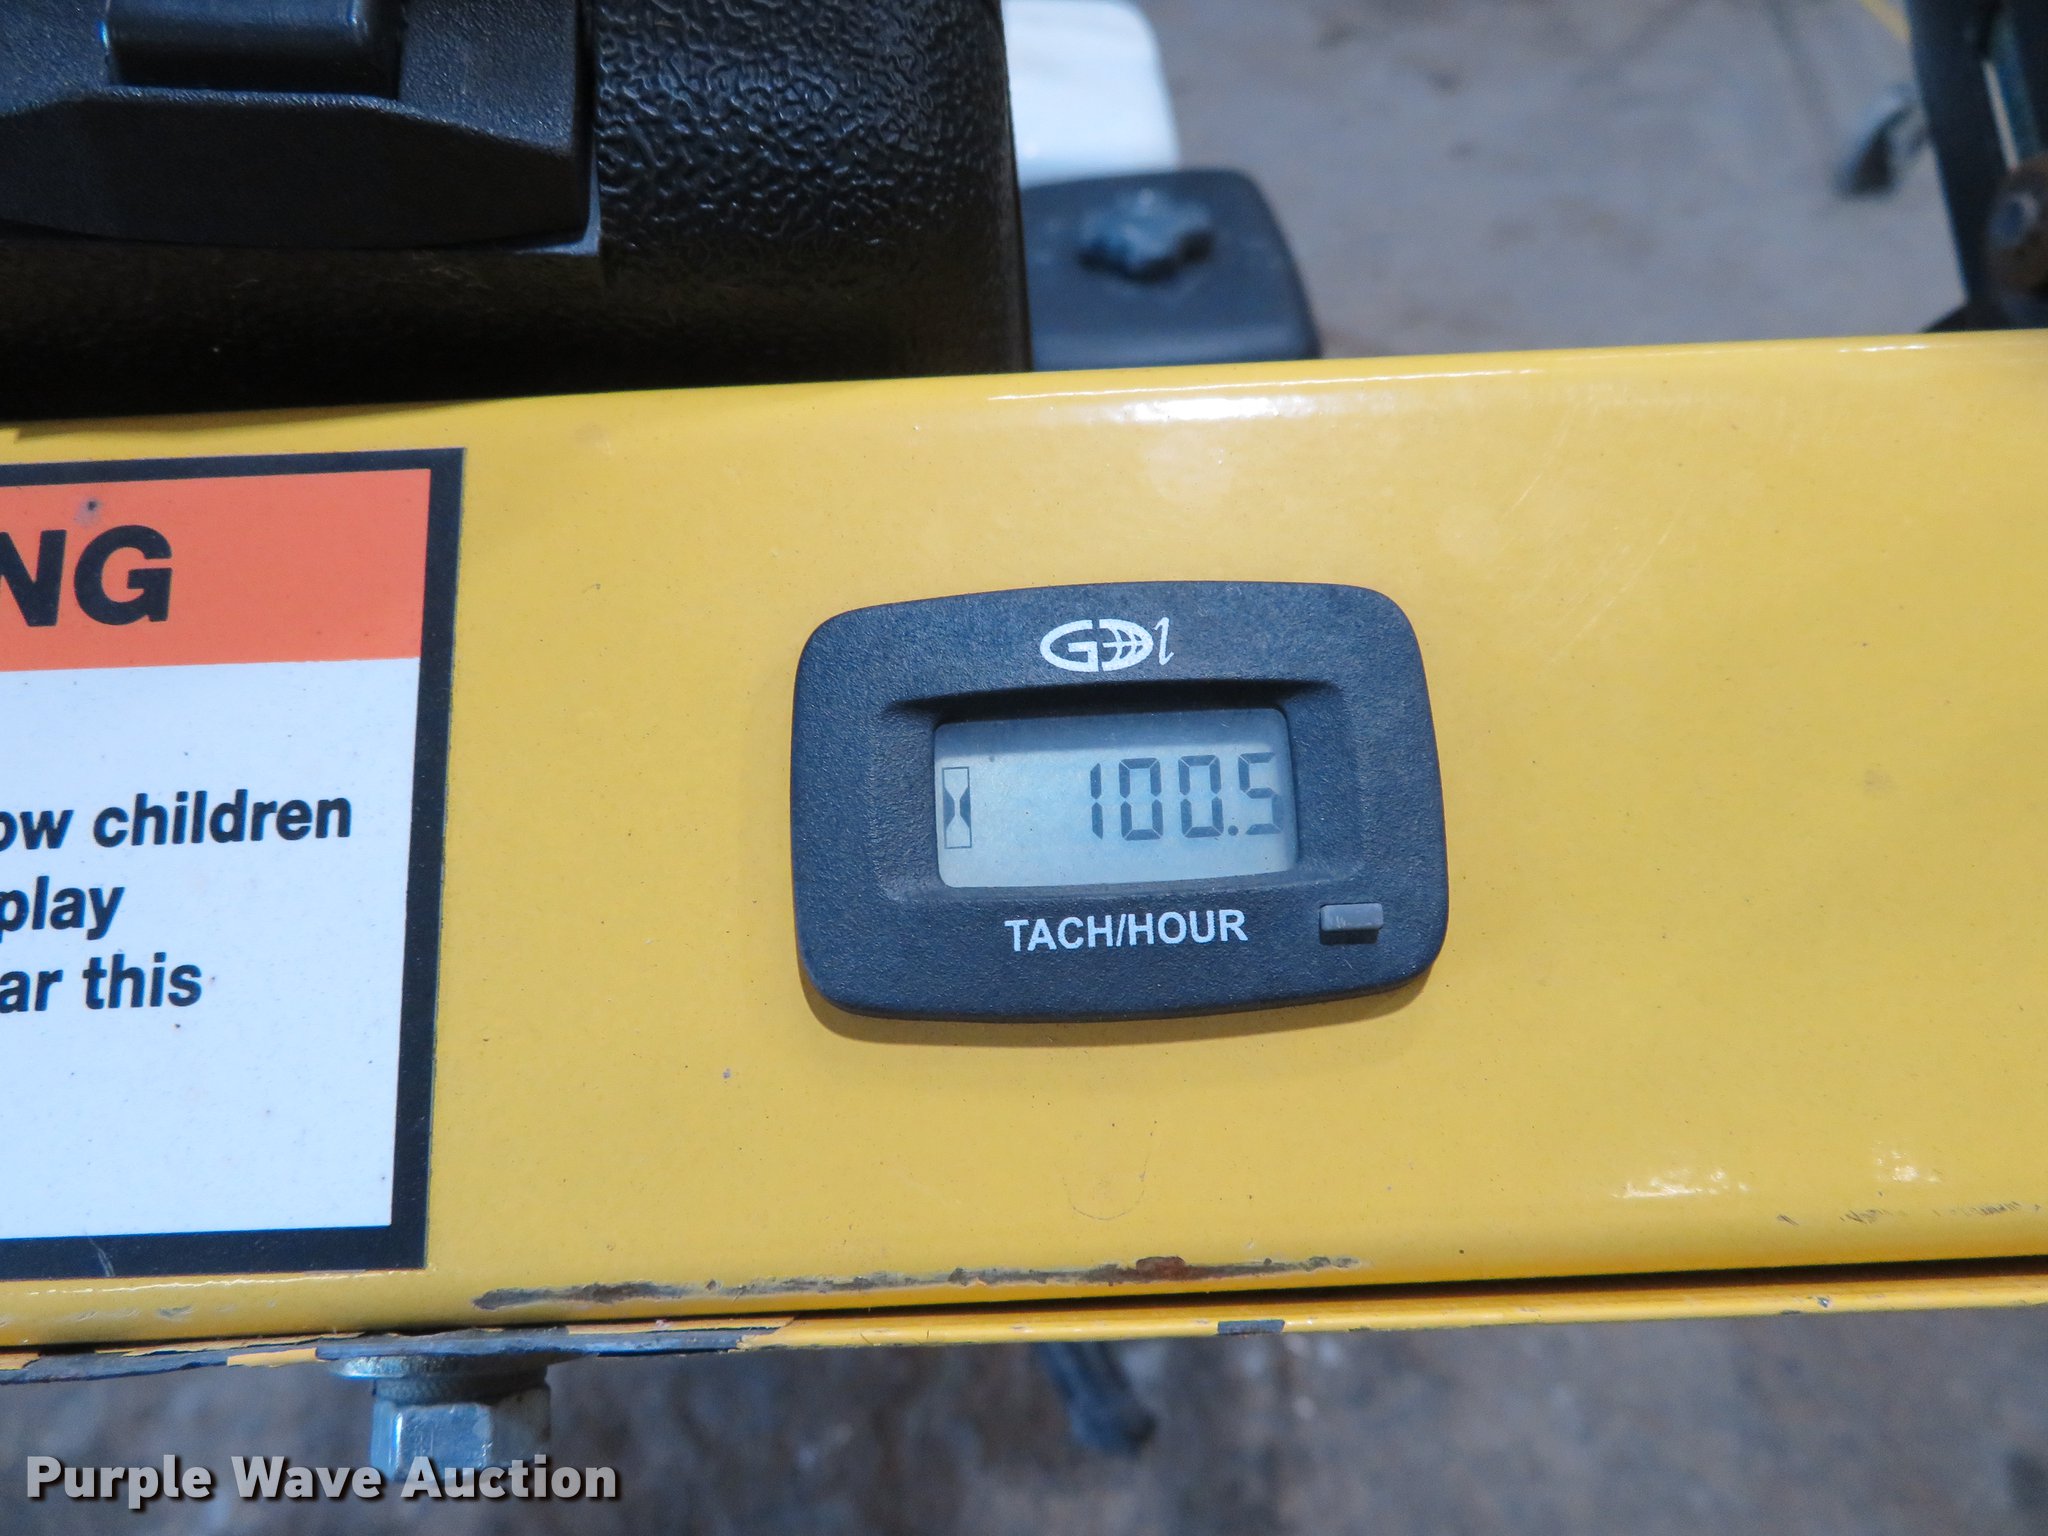 NG
ow children
play
ar this
GDI
100.5
TACH/HOUR
Purple Wave Auction